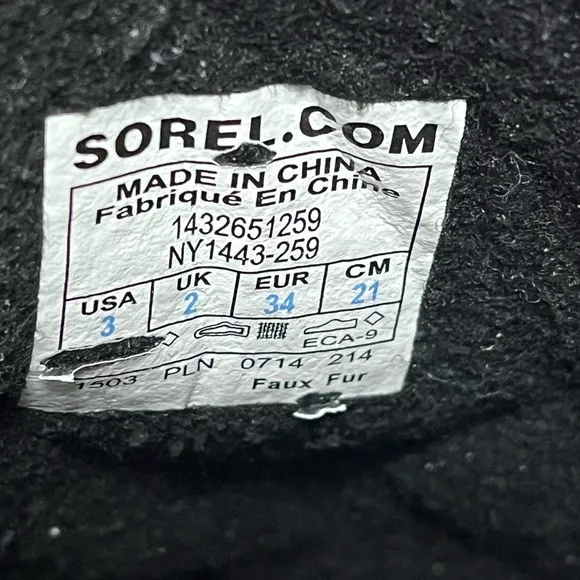 SOREL.COM
MADE IN CHINA
Fabriqué En Chine
1432651259
NY1443-259
USA UK EUR CM
3 2 34 21
ECA-9
1503 PLN 0714 214
Faux Fur